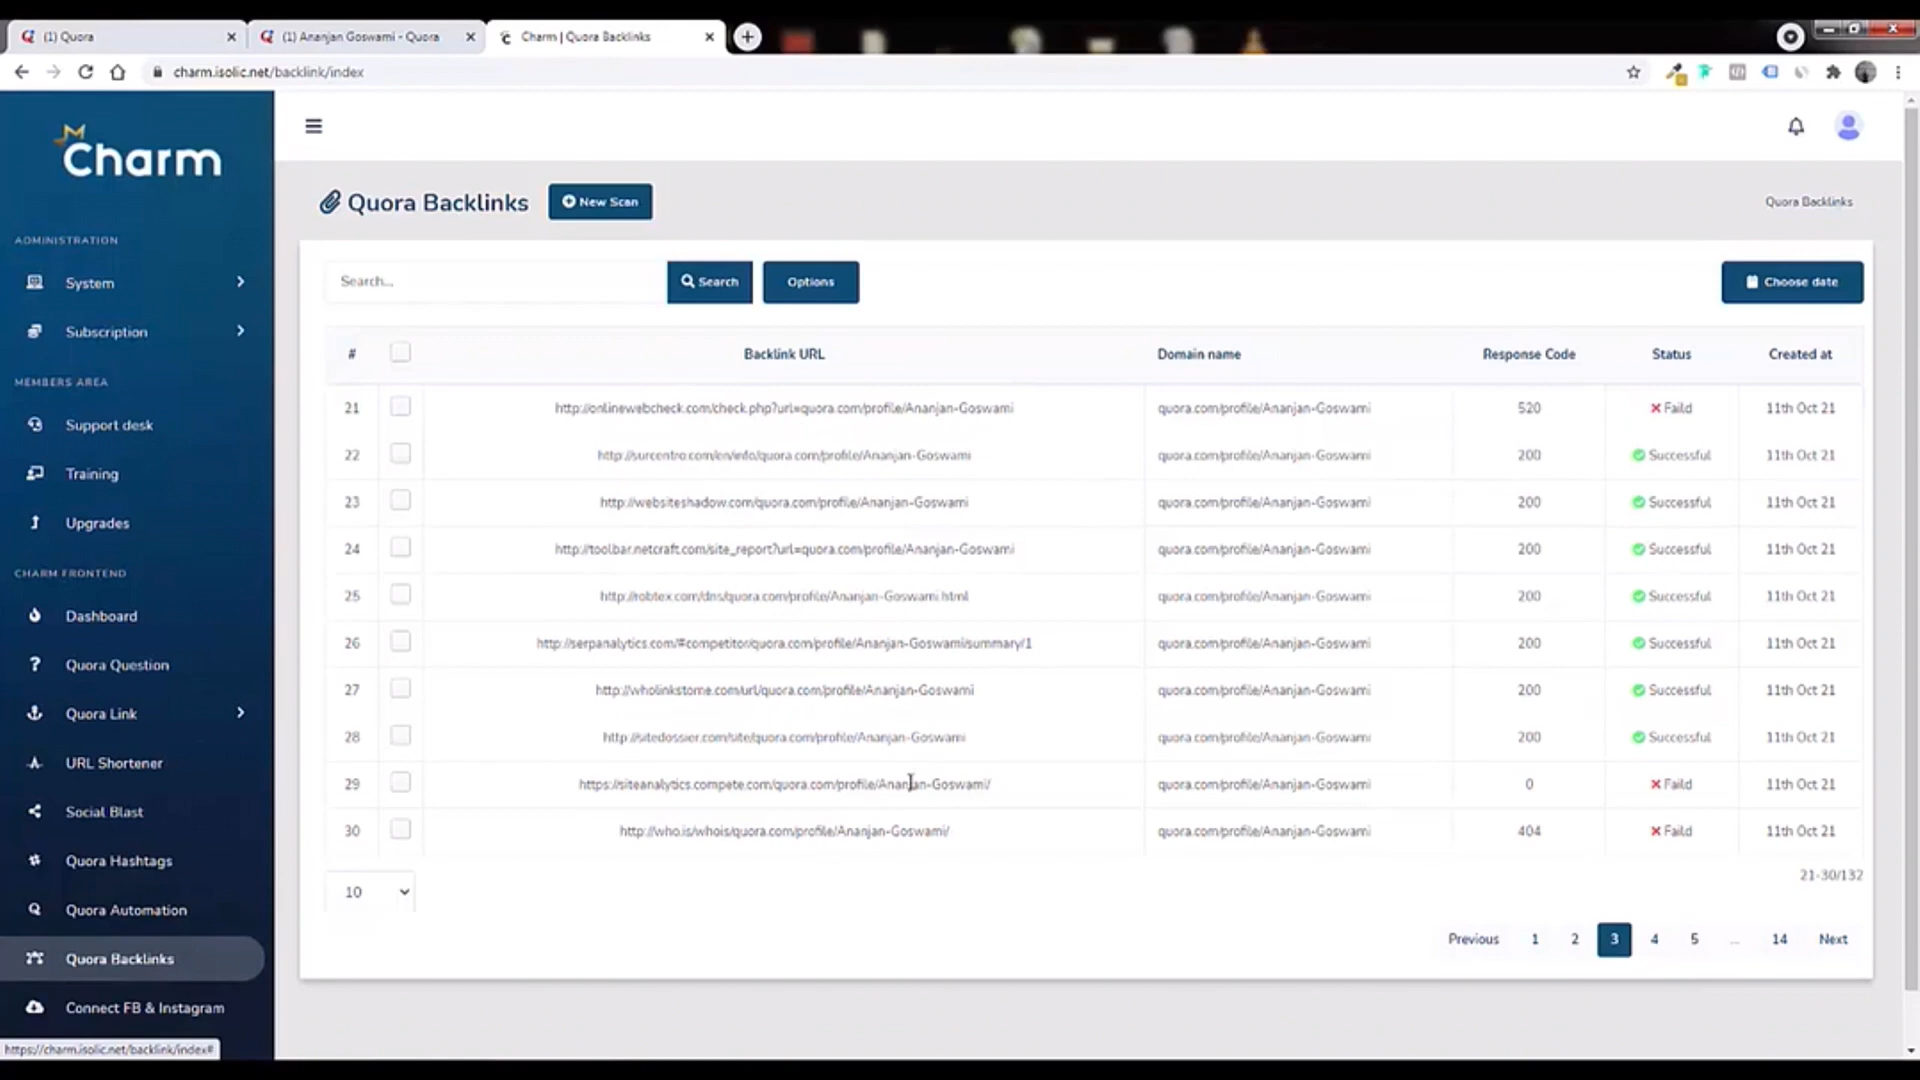 (1) Quora
(1) Ananjan Goswami - Quora
Charm | Quora Backlinks
charm.isolic.net/backlink/index
Charm
Quora Backlinks
New Scan
Quora Backlinks
ADMINISTRATION
System
Subscription
MEMBERS AREA
Support desk
Training
Upgrades
CHARM FRONTEND
Dashboard
Quora Question
Quora Link
URL Shortener
Social Blast
Quora Hashtags
Quora Automation
Quora Backlinks
Connect FB & Instagram
https://charm.isolic.net/backlink/index#
Search...
Search
Options
Choose date
# Backlink URL Domain name Response Code Status Created at
21 http://onlinewebcheck.com/check.php?url=quora.com/profile/Ananjan-Goswami quora.com/profile/Ananjan-Goswami 520 Faild 11th Oct 21
22 http://surcentro.com/en/info/quora.com/profile/Ananjan-Goswami quora.com/profile/Ananjan-Goswami 200 Successful 11th Oct 21
23 http://websiteshadow.com/quora.com/profile/Ananjan-Goswami quora.com/profile/Ananjan-Goswami 200 Successful 11th Oct 21
24 http://toolbar.netcraft.com/site_report?url=quora.com/profile/Ananjan-Goswami quora.com/profile/Ananjan-Goswami 200 Successful 11th Oct 21
25 http://robtex.com/dns/quora.com/profile/Ananjan-Goswami.html quora.com/profile/Ananjan-Goswami 200 Successful 11th Oct 21
26 http://serpanalytics.com/#competitor/quora.com/profile/Ananjan-Goswami/summary/1 quora.com/profile/Ananjan-Goswami 200 Successful 11th Oct 21
27 http://wholinkstome.com/url/quora.com/profile/Ananjan-Goswami quora.com/profile/Ananjan-Goswami 200 Successful 11th Oct 21
28 http://sitedossier.com/site/quora.com/profile/Ananjan-Goswami quora.com/profile/Ananjan-Goswami 200 Successful 11th Oct 21
29 https://siteanalytics.compete.com/quora.com/profile/Ananjan-Goswami/ quora.com/profile/Ananjan-Goswami 0 Faild 11th Oct 21
30 http://who.is/whois/quora.com/profile/Ananjan-Goswami/ quora.com/profile/Ananjan-Goswami 404 Faild 11th Oct 21
21-30/132
10
Previous 1 2 3 4 5 ... 14 Next